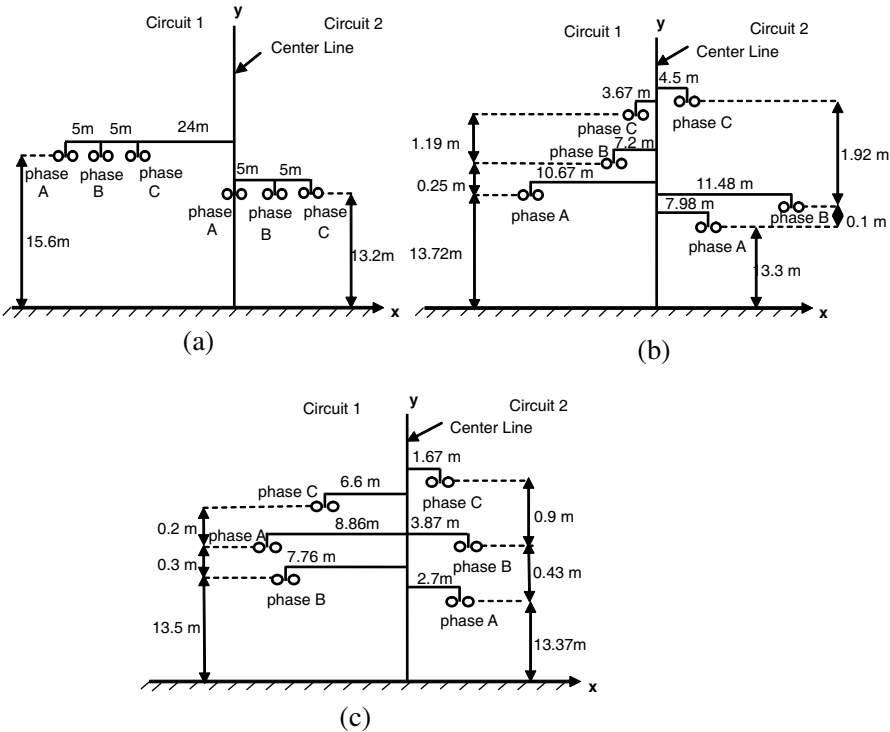 y
Circuit 1 Circuit 2
Center Line
5m 5m 24m
phase A
phase B
phase C
5m 5m
phase A
phase B
phase C
15.6m
13.2m
x
(a)
y
Circuit 1 Circuit 2
Center Line
4.5 m
3.67 m
phase C
phase C
1.19 m
phase B
7.2 m
1.92 m
10.67 m
0.25 m
11.48 m
phase A
7.98 m
phase B
0.1 m
phase A
13.72m
13.3 m
x
(b)
y
Circuit 1 Circuit 2
Center Line
1.67 m
6.6 m
phase C
phase C
0.2 m
phase A
8.86m
3.87 m
0.9 m
0.3 m
7.76 m
phase B
2.7m
0.43 m
phase B
phase A
13.5 m
13.37m
x
(c)